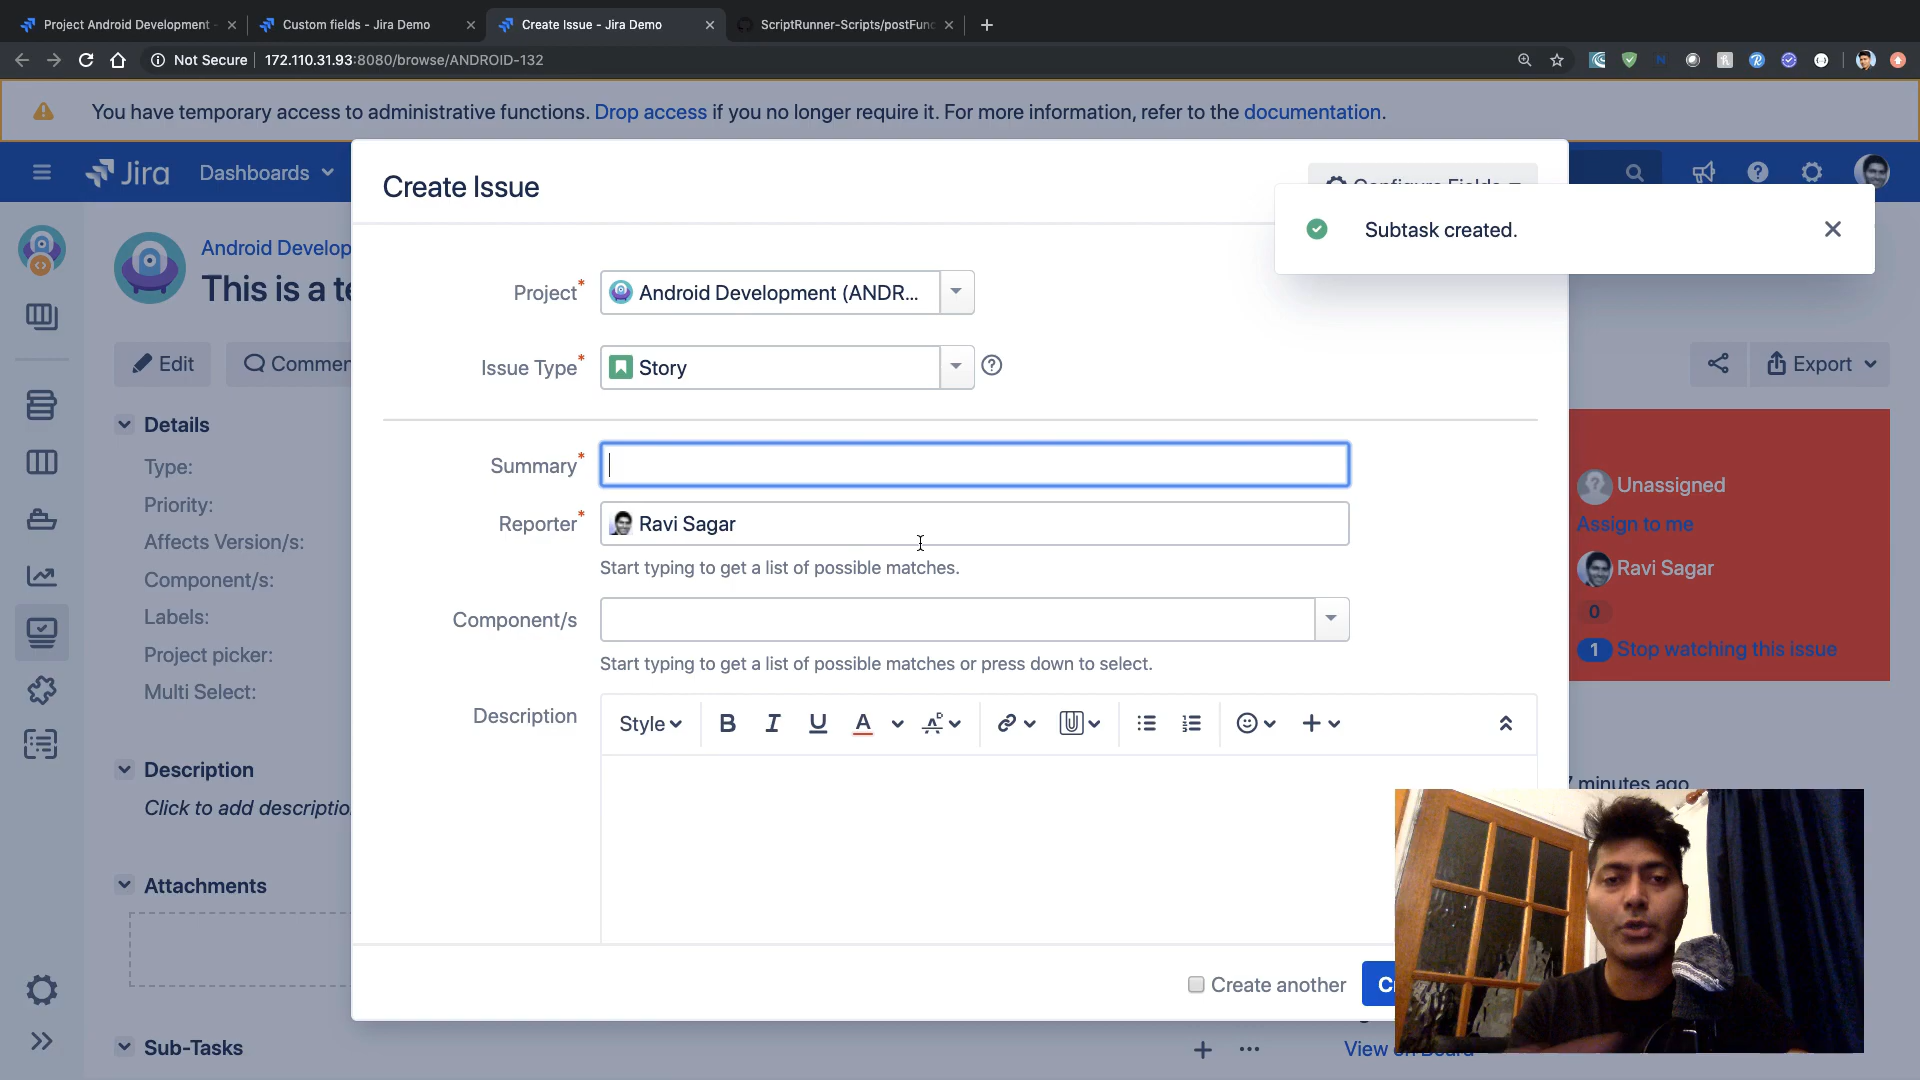 Project Android Development -
Custom fields - Jira Demo
Create Issue - Jira Demo
ScriptRunner-Scripts/postFunc
Not Secure
172.110.31.93:8080/browse/ANDROID-132
You have temporary access to administrative functions. Drop access if you no longer require it. For more information, refer to the documentation.
Jira
Dashboards
Create Issue
Configure Fields
Subtask created.
Android Develop
This is a te
Project*
Android Development (ANDR...
Issue Type*
Story
Edit
Commen
Export
Details
Type:
Priority:
Affects Version/s:
Component/s:
Labels:
Project picker:
Multi Select:
Summary*
Reporter*
Ravi Sagar
Start typing to get a list of possible matches.
Component/s
Start typing to get a list of possible matches or press down to select.
Description
Style
B I U A
Unassigned
Assign to me
Ravi Sagar
0
1 Stop watching this issue
7 minutes ago
Description
Click to add descriptio
Attachments
Create another
Sub-Tasks
View on Board